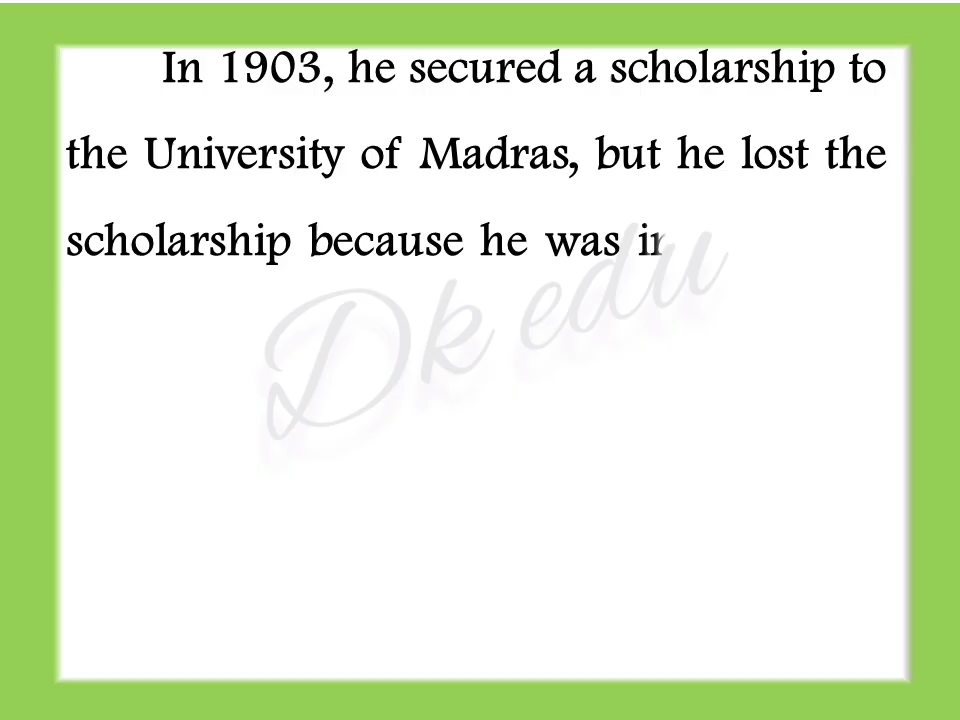 In 1903, he secured a scholarship to
the University of Madras, but he lost the
scholarship because he was
Dk edu